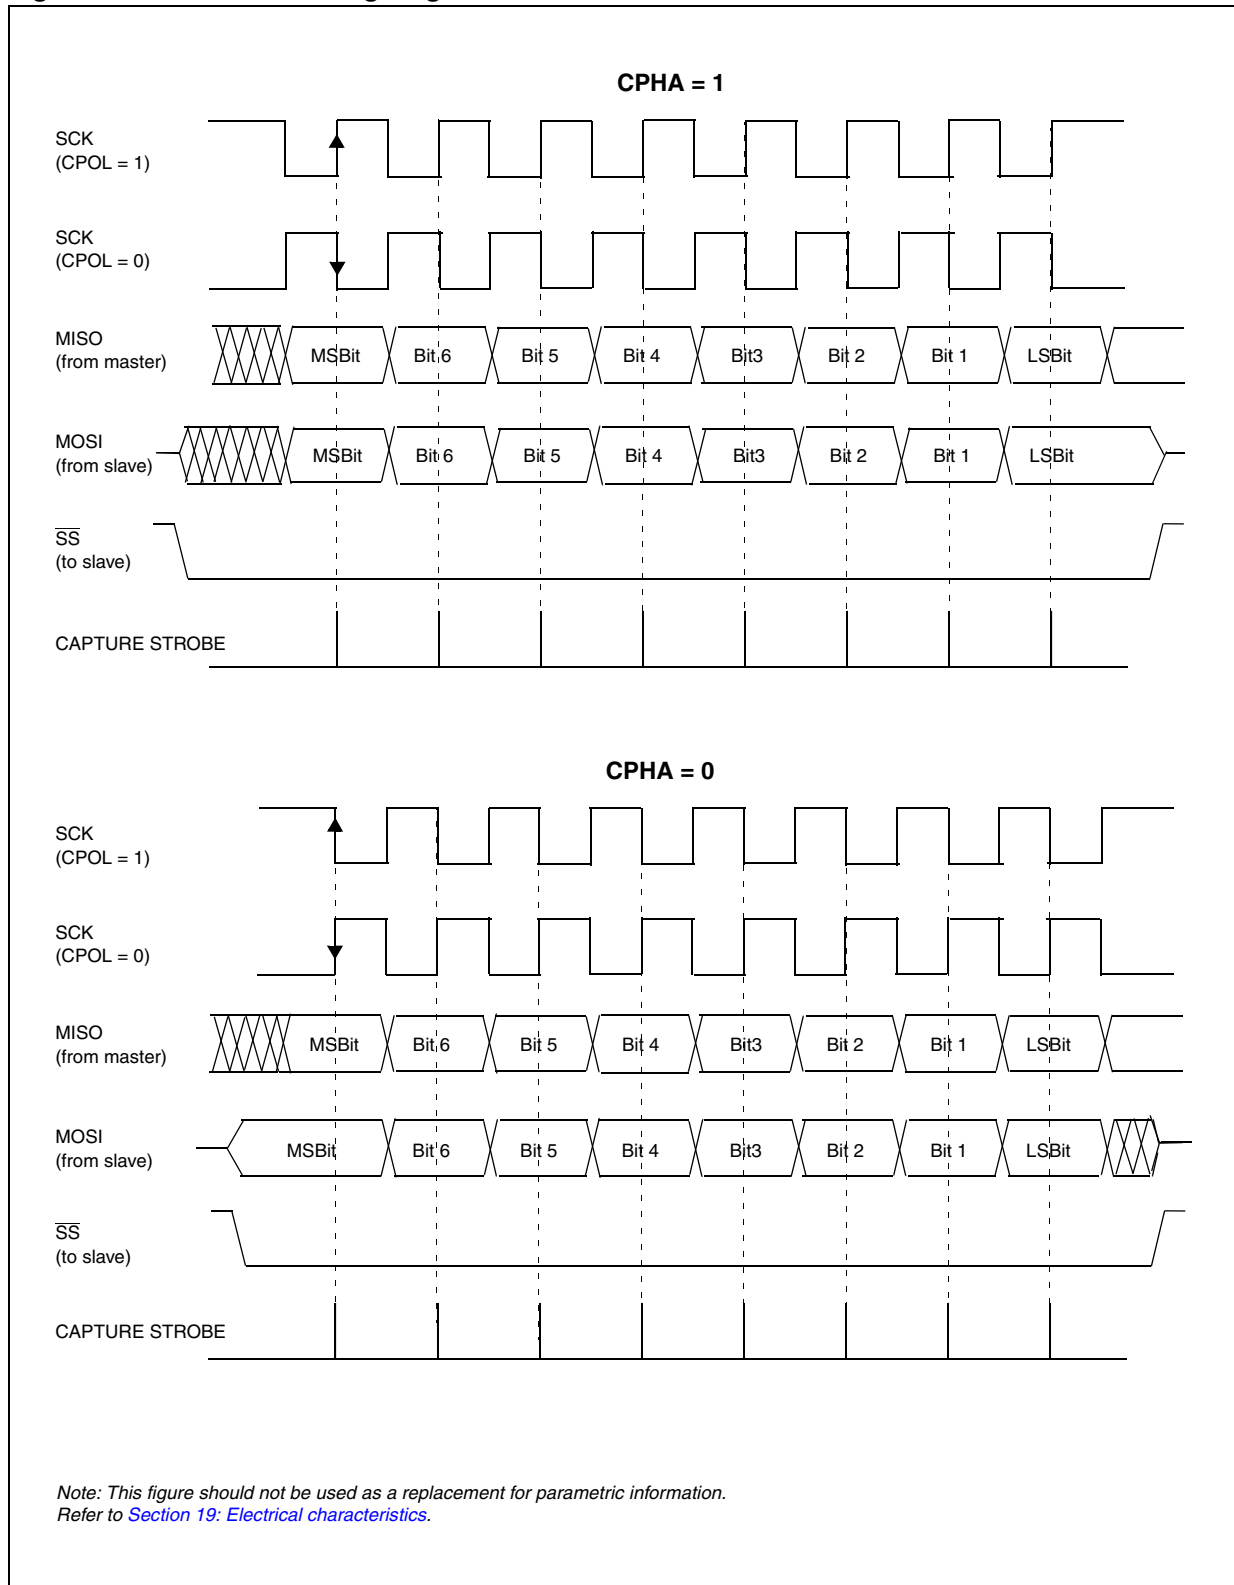 CPHA = 1
SCK
(CPOL = 1)
SCK
(CPOL = 0)
MISO
(from master)
MSBit Bit 6 Bit 5 Bit 4 Bit3 Bit 2 Bit 1 LSBit
MOSI
(from slave)
MSBit Bit 6 Bit 5 Bit 4 Bit3 Bit 2 Bit 1 LSBit
SS
(to slave)
CAPTURE STROBE
CPHA = 0
SCK
(CPOL = 1)
SCK
(CPOL = 0)
MISO
(from master)
MSBit Bit 6 Bit 5 Bit 4 Bit3 Bit 2 Bit 1 LSBit
MOSI
(from slave)
MSBit Bit 6 Bit 5 Bit 4 Bit3 Bit 2 Bit 1 LSBit
SS
(to slave)
CAPTURE STROBE
Note: This figure should not be used as a replacement for parametric information.
Refer to Section 19: Electrical characteristics.